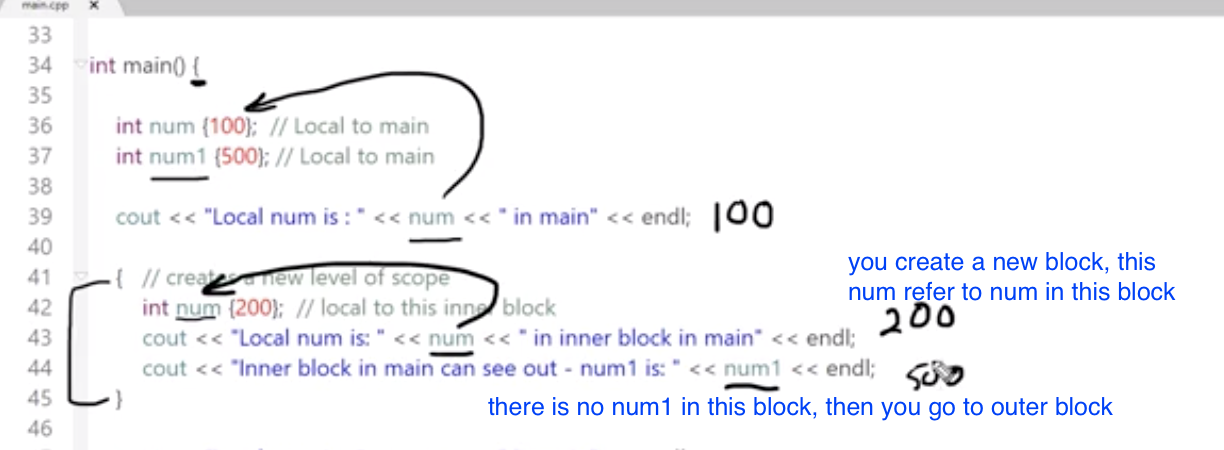 main.cpp ×
33
34 int main() {
35
36 int num {100}; // Local to main
37 int num1 {500}; // Local to main
38
39 cout << "Local num is : " << num << " in main" << endl; 100
40
41 { // creates a new level of scope
you create a new block, this
num refer to num in this block
42 int num {200}; // local to this inner block
200
43 cout << "Local num is: " << num << " in inner block in main" << endl;
44 cout << "Inner block in main can see out - num1 is: " << num1 << endl; 500
45 }
there is no num1 in this block, then you go to outer block
46